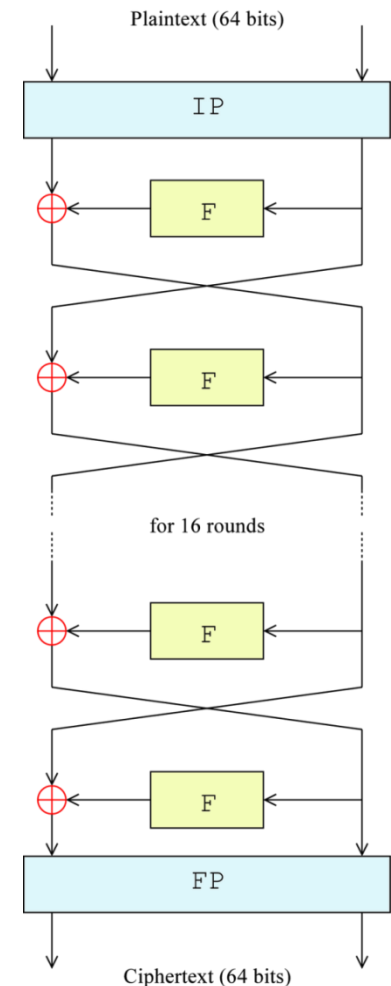 Plaintext (64 bits)
IP
F
F
for 16 rounds
F
F
FP
Ciphertext (64 bits)